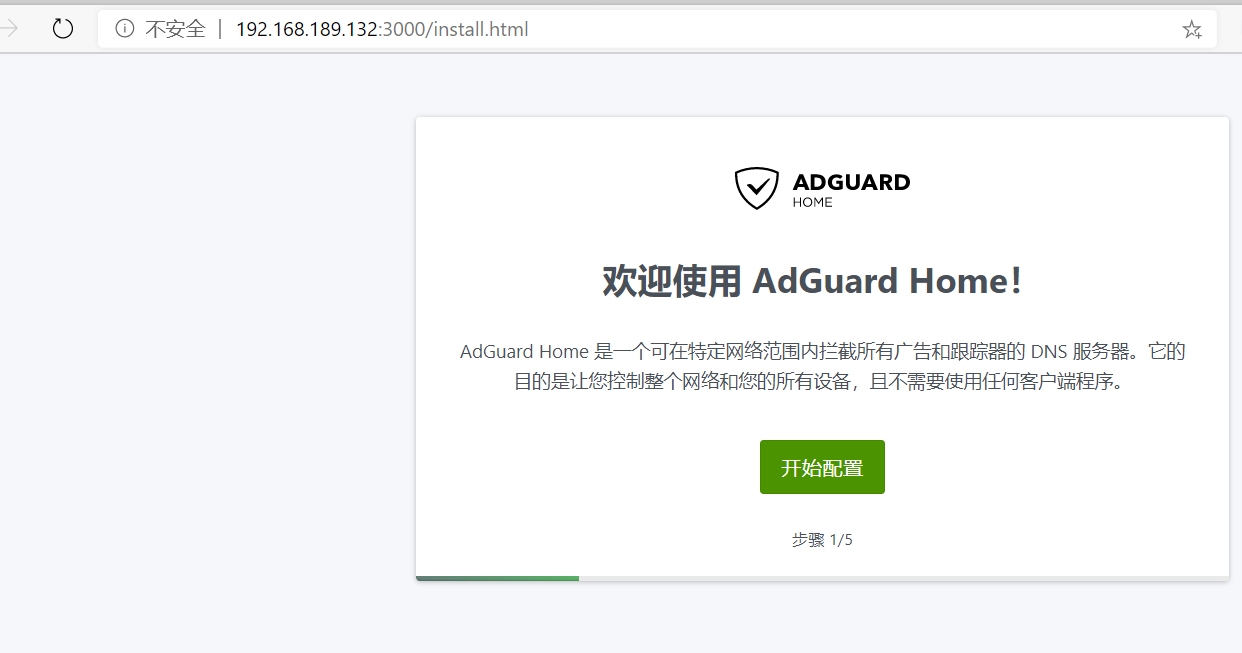 不安全 | 192.168.189.132:3000/install.html
ADGUARD
HOME
欢迎使用 AdGuard Home!
AdGuard Home 是一个可在特定网络范围内拦截所有广告和跟踪器的 DNS 服务器。它的
目的是让您控制整个网络和您的所有设备，且不需要使用任何客户端程序。
开始配置
步骤 1/5